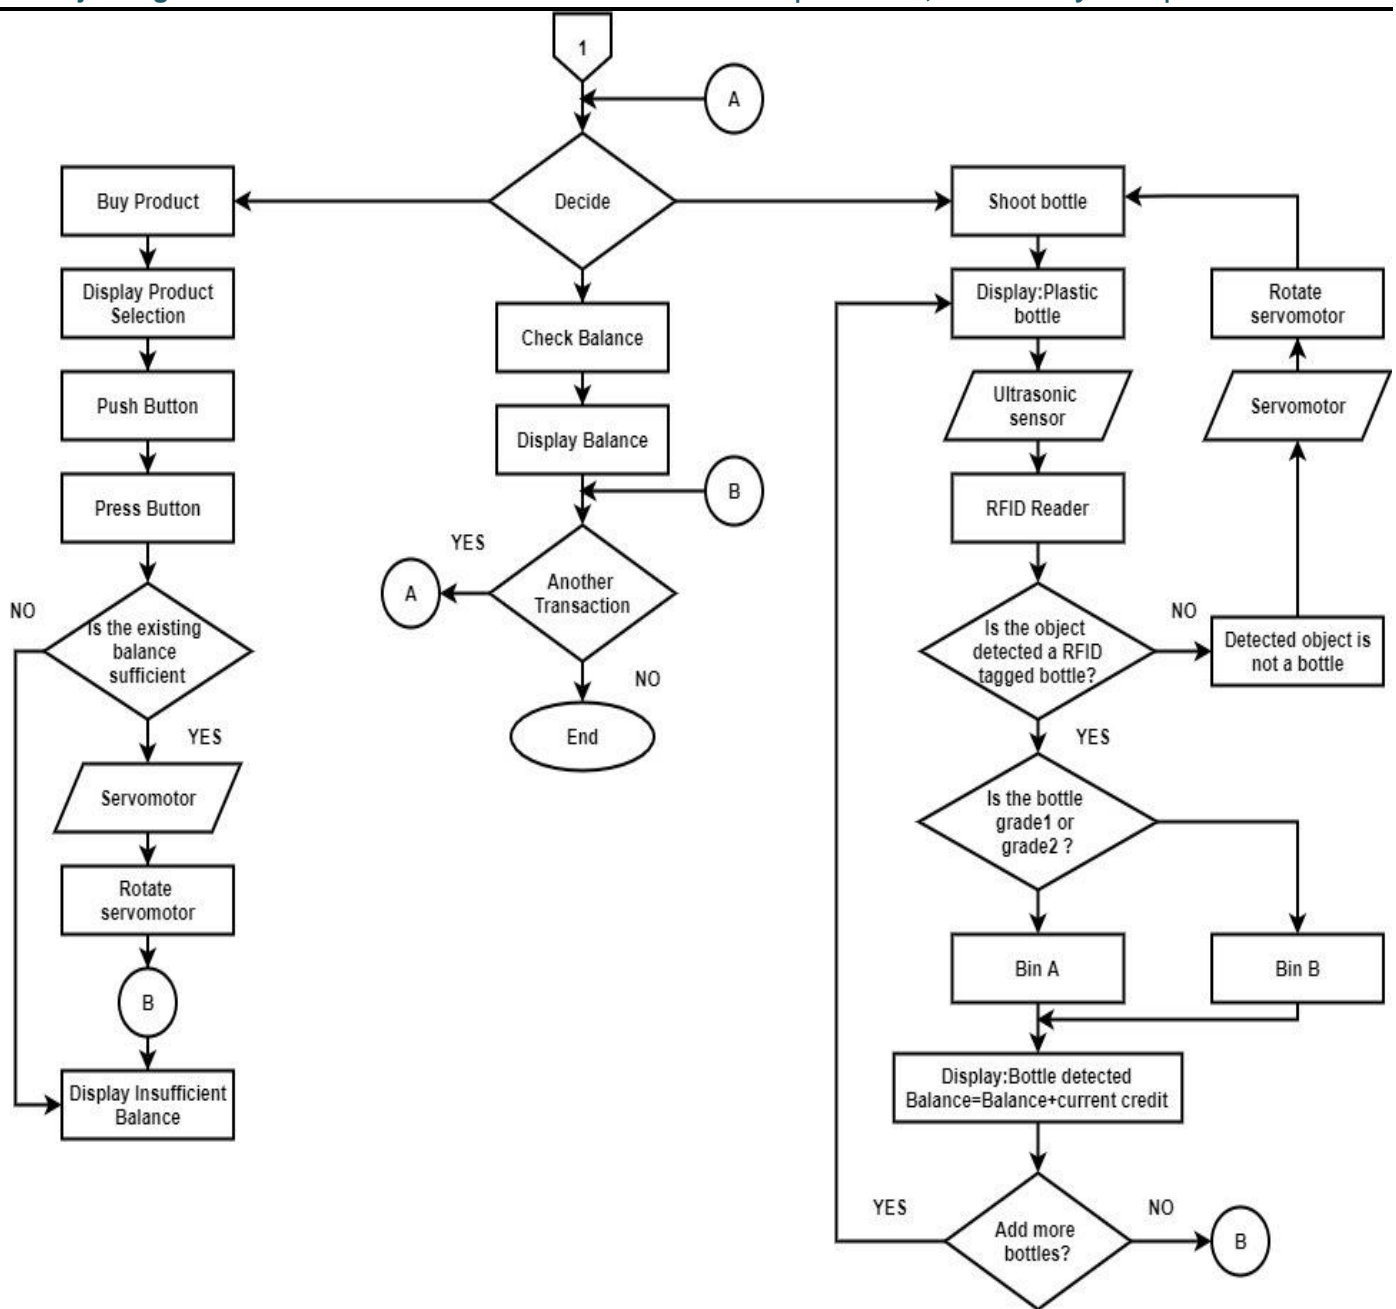 1
A
Buy Product
Decide
Shoot bottle
Display Product
Selection
Display:Plastic
bottle
Rotate
servomotor
Check Balance
Push Button
Ultrasonic
sensor
Servomotor
Display Balance
Press Button
B
RFID Reader
YES
A
Another
Transaction
NO
Is the existing
balance
sufficient
Is the object
detected a RFID
tagged bottle?
NO
Detected object is
not a bottle
NO
End
YES
YES
Servomotor
Is the bottle
grade1 or
grade2 ?
Rotate
servomotor
Bin A
Bin B
B
Display:Bottle detected
Balance=Balance+current credit
Display Insufficient
Balance
YES
NO
Add more
bottles?
B